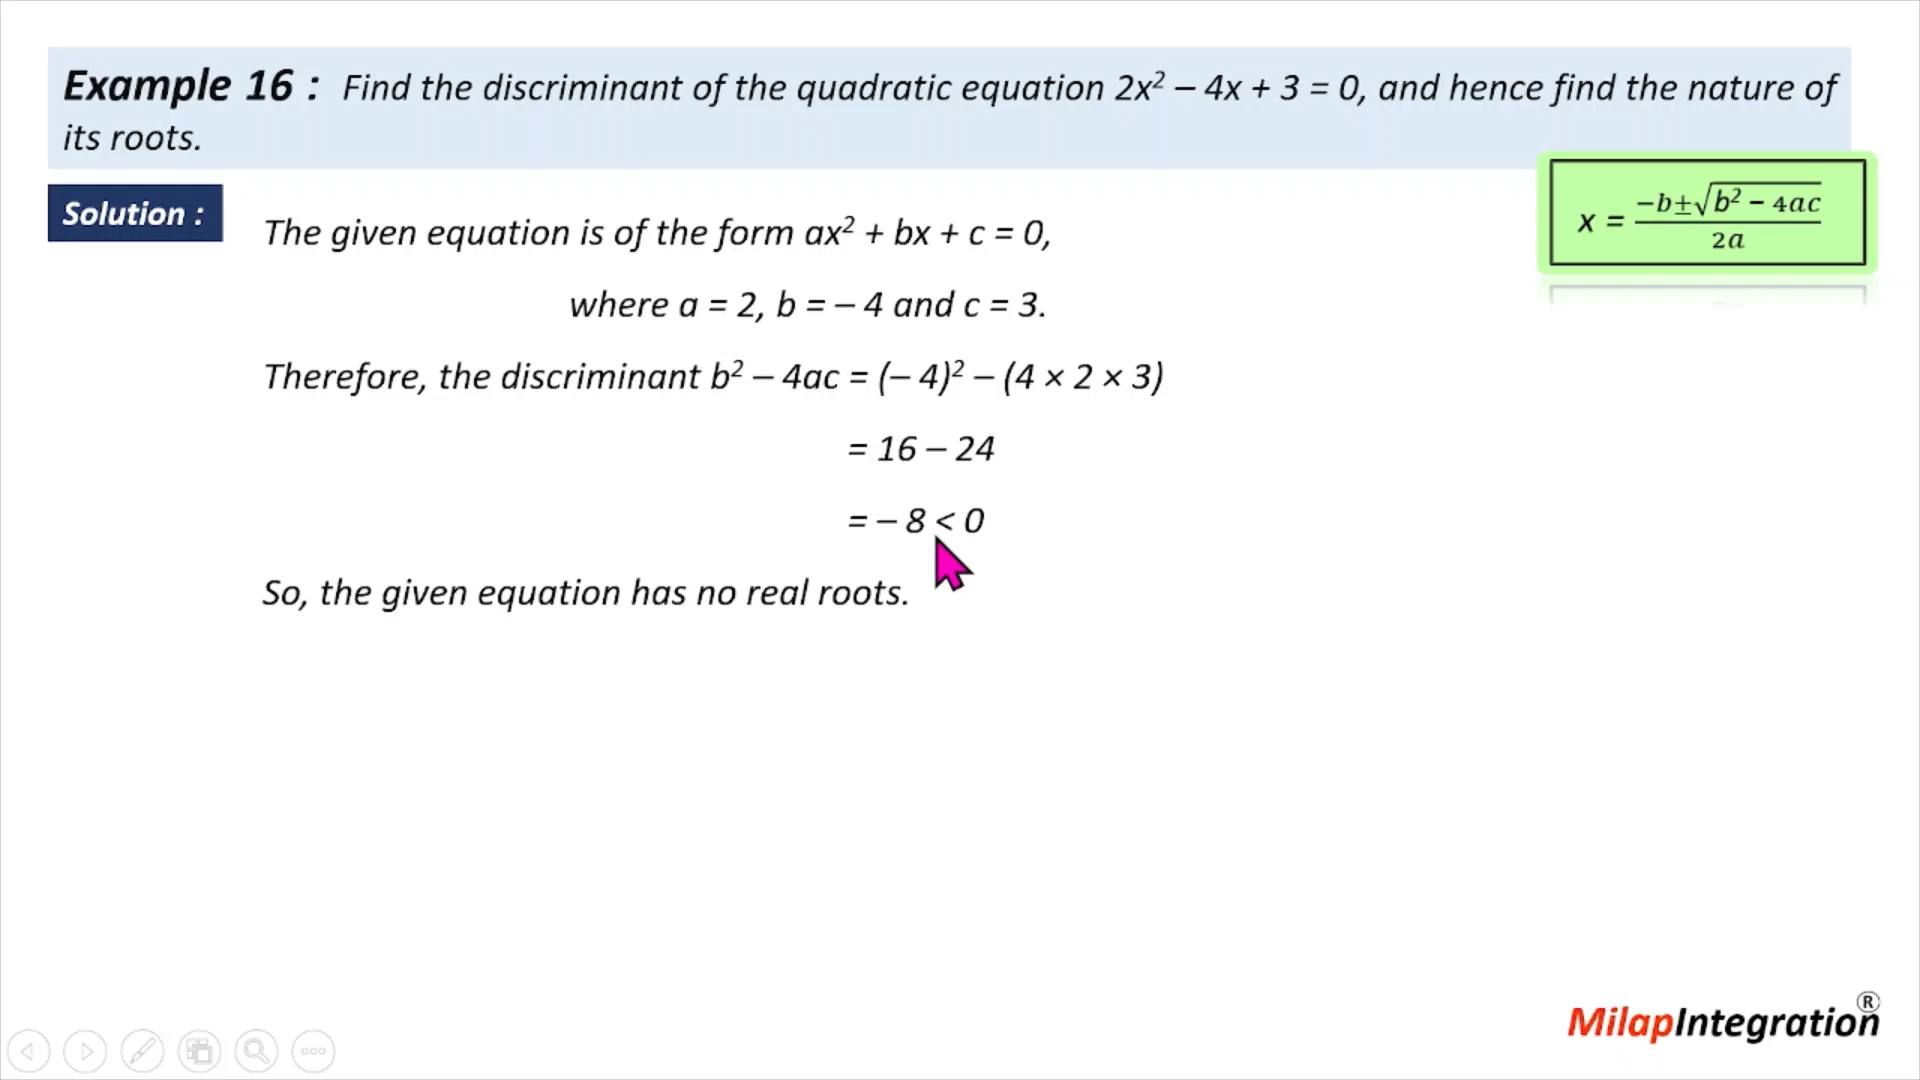 Example 16 : Find the discriminant of the quadratic equation 2x² – 4x + 3 = 0, and hence find the nature of
its roots.
Solution :
The given equation is of the form ax² + bx + c = 0,
x = \frac{-b±\sqrt{b² – 4ac}}{2a}
where a = 2, b = – 4 and c = 3.
Therefore, the discriminant b² – 4ac = (– 4)² – (4 × 2 × 3)
= 16 – 24
= – 8 < 0
So, the given equation has no real roots.
MilapIntegration®